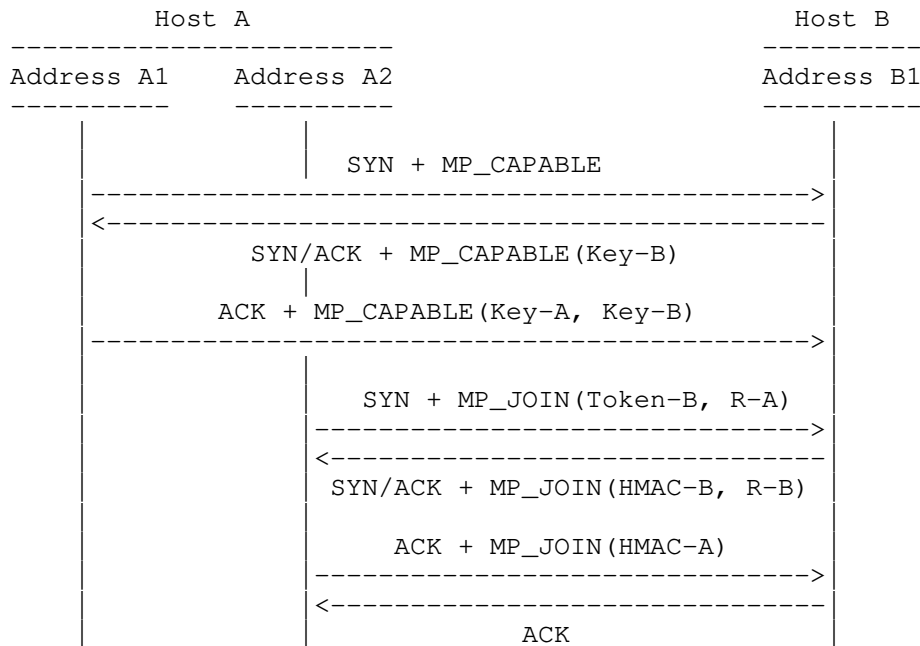 Host A Host B
Address A1 Address A2 Address B1
SYN + MP_CAPABLE
SYN/ACK + MP_CAPABLE(Key-B)
ACK + MP_CAPABLE(Key-A, Key-B)
SYN + MP_JOIN(Token-B, R-A)
SYN/ACK + MP_JOIN(HMAC-B, R-B)
ACK + MP_JOIN(HMAC-A)
ACK